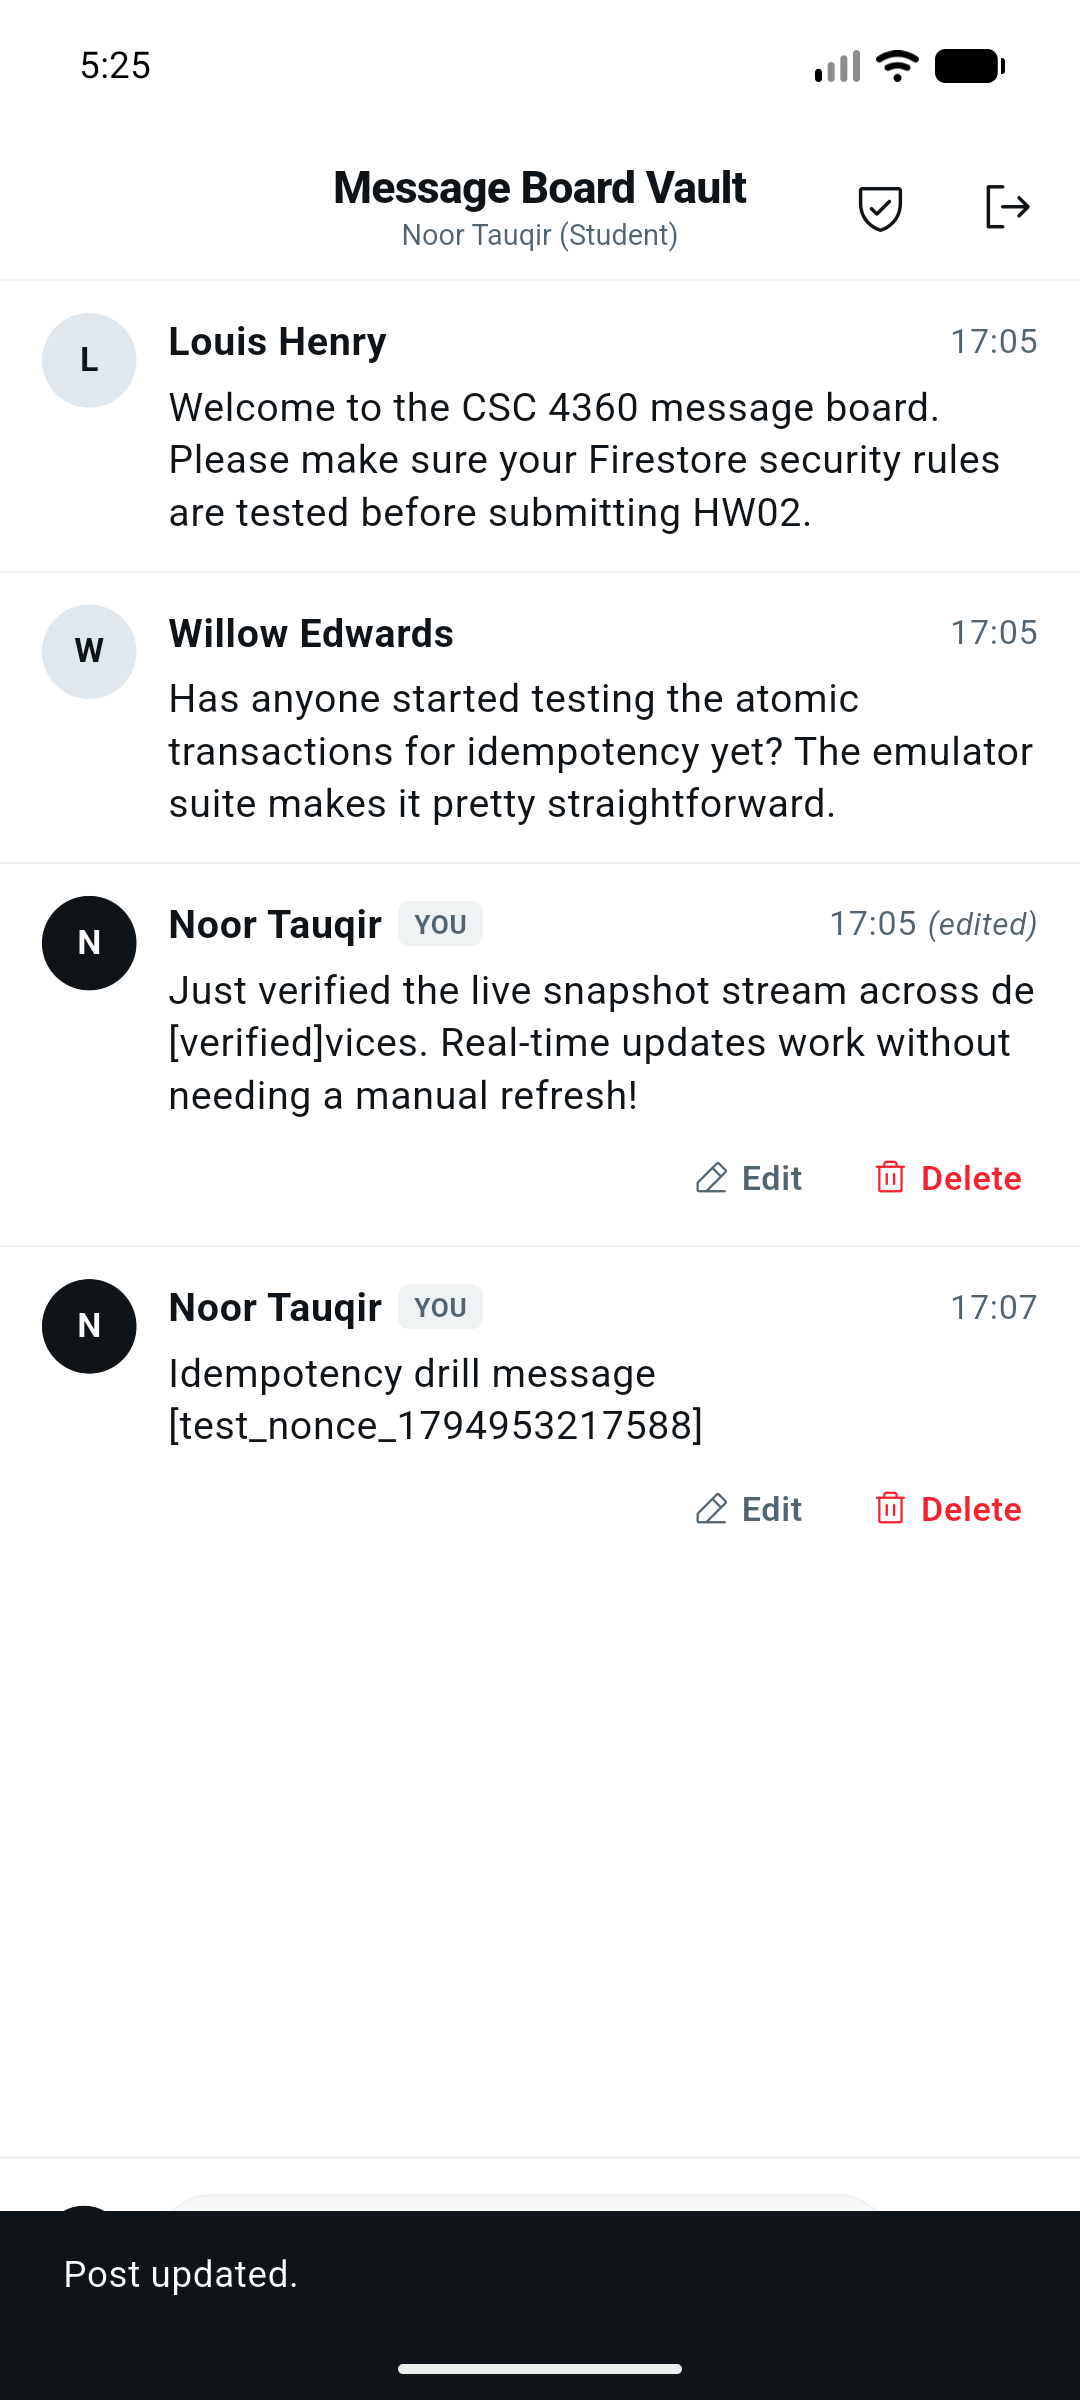 5:25
Message Board Vault
Noor Tauqir (Student)
L
Louis Henry 17:05
Welcome to the CSC 4360 message board.
Please make sure your Firestore security rules
are tested before submitting HW02.
W
Willow Edwards 17:05
Has anyone started testing the atomic
transactions for idempotency yet? The emulator
suite makes it pretty straightforward.
N
Noor Tauqir YOU 17:05 (edited)
Just verified the live snapshot stream across de
[verified]vices. Real-time updates work without
needing a manual refresh!
Edit Delete
N
Noor Tauqir YOU 17:07
Idempotency drill message
[test_nonce_1794953217588]
Edit Delete
Post updated.